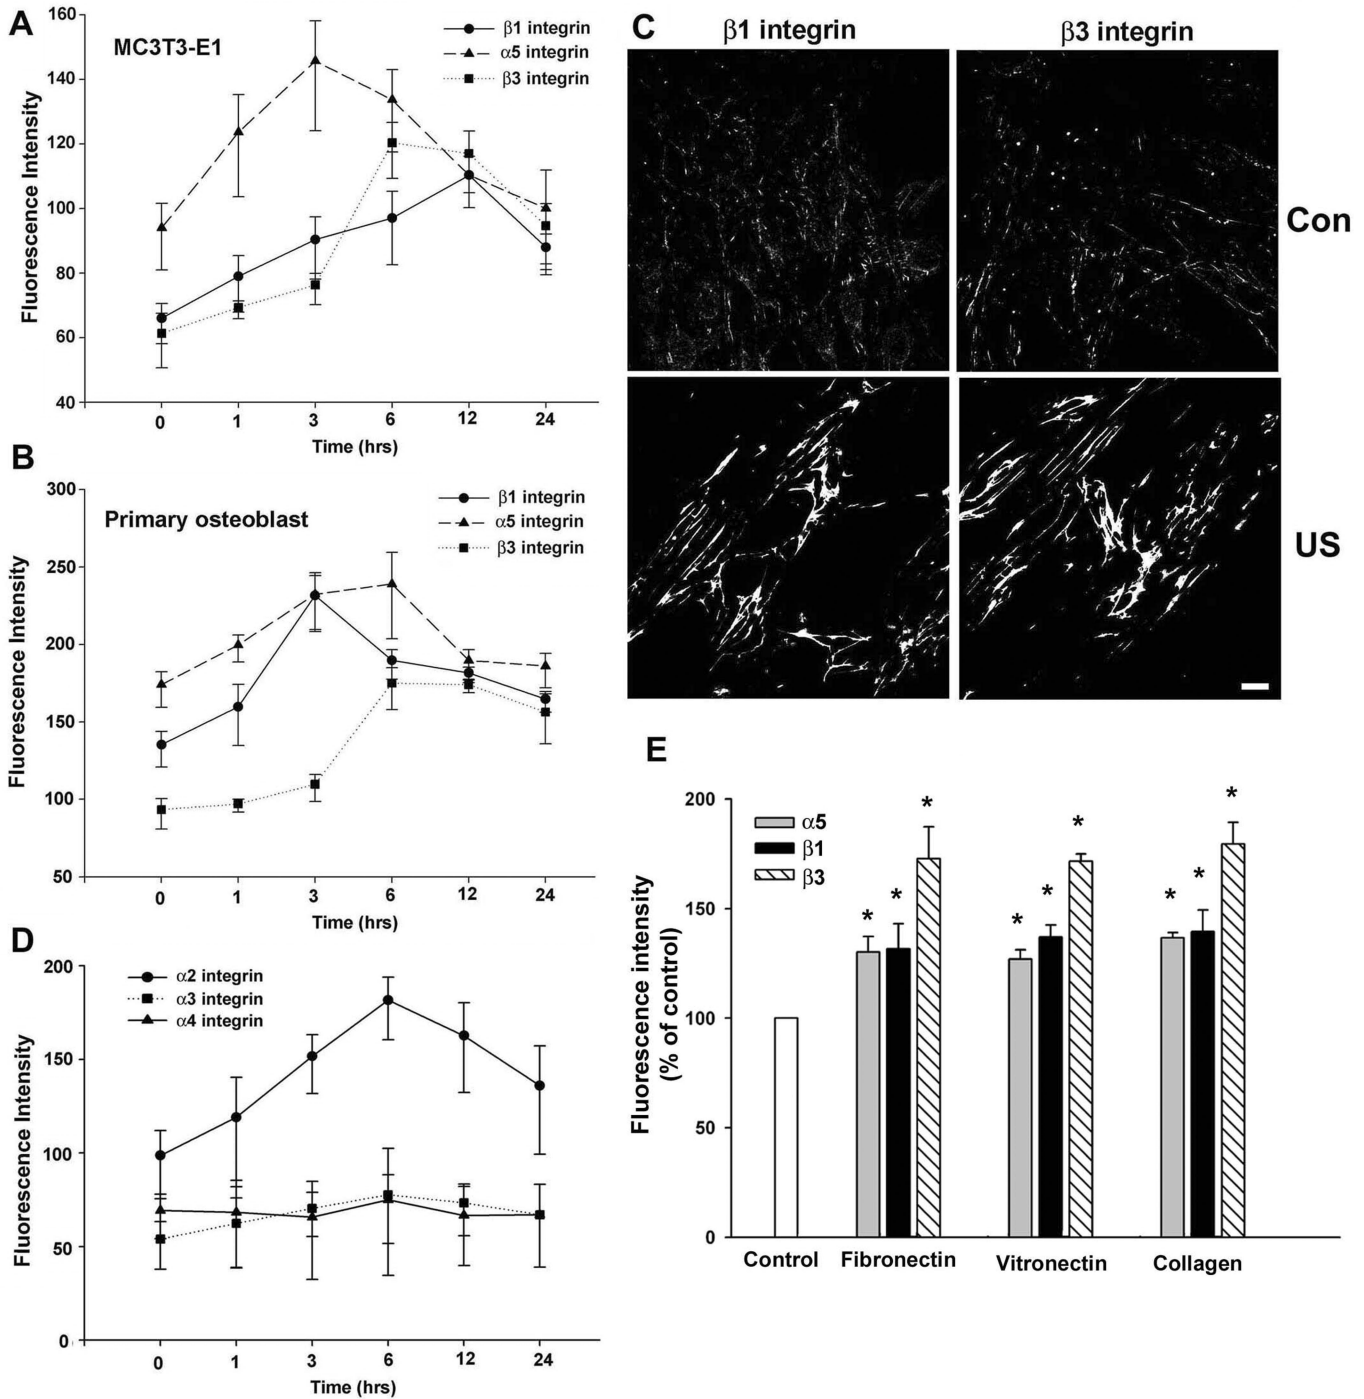 A
MC3T3-E1
β1 integrin
α5 integrin
β3 integrin
Fluorescence Intensity
160
140
120
100
80
60
40
0 1 3 6 12 24
Time (hrs)
B
Primary osteoblast
β1 integrin
α5 integrin
β3 integrin
Fluorescence Intensity
300
250
200
150
100
50
0 1 3 6 12 24
Time (hrs)
D
α2 integrin
α3 integrin
α4 integrin
Fluorescence Intensity
200
150
100
50
0
0 1 3 6 12 24
Time (hrs)
C
β1 integrin β3 integrin
Con
US
E
α5
β1
β3
Fluorescence intensity
(% of control)
200
150
100
50
0
* * *
* * *
* * *
Control Fibronectin Vitronectin Collagen